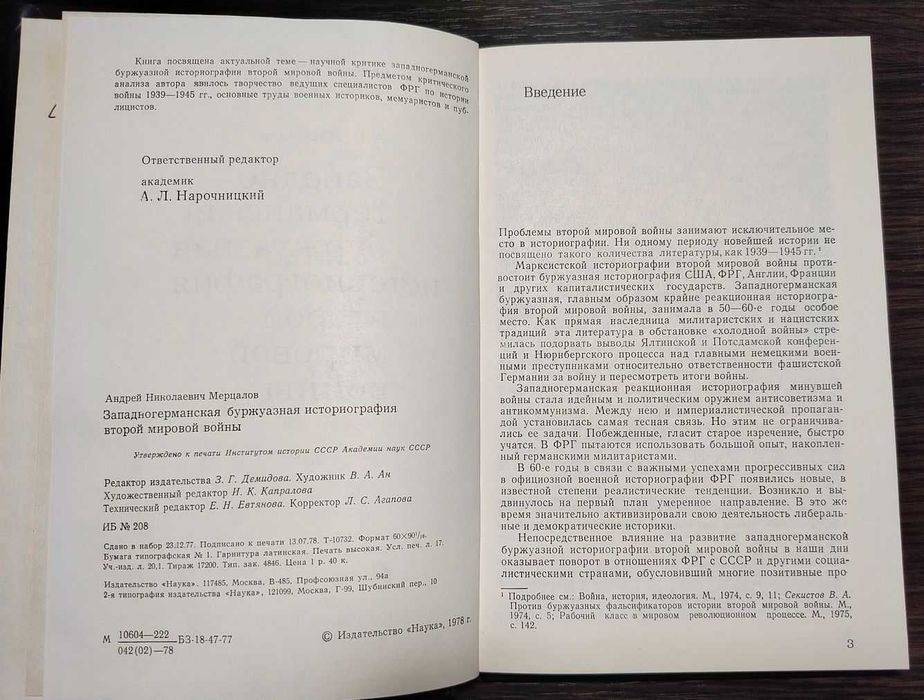 Книга посвящена актуальной теме — научной критике западногерманской
буржуазной историографии второй мировой войны. Предметом критического
анализа автора явилось творчество ведущих специалистов ФРГ по истории
войны 1939—1945 гг., основные труды военных историков, мемуаристов и пуб-
лицистов.
Ответственный редактор
академик
А. Л. Нарочницкий
Андрей Николаевич Мерцалов
Западногерманская буржуазная историография
второй мировой войны
Утверждено к печати Институтом истории СССР Академии наук СССР
Редактор издательства З. Г. Демидова. Художник В. А. Ан
Художественный редактор И. К. Капралова
Технический редактор Е. Н. Евтянова. Корректор Л. С. Агапова
ИБ № 208
Сдано в набор 23.12.77. Подписано к печати 13.07.78. Т-10732. Формат 60×90¹/₁₆.
Бумага типографская № 1. Гарнитура латинская. Печать высокая. Усл. печ. л. 17.
Уч.-изд. л. 20,1. Тираж 17200. Тип. зак. 4846. Цена 1 р. 40 к.
Издательство «Наука». 117485, Москва, В-485, Профсоюзная ул., 94а
2-я типография издательства «Наука», 121099, Москва, Г-99, Шубинский пер., 10
М 10604—222 БЗ-18-47-77
042(02)—78
© Издательство «Наука», 1978 г.
Введение
Проблемы второй мировой войны занимают исключительное ме-
сто в историографии. Ни одному периоду новейшей истории не
посвящено такого количества литературы, как 1939—1945 гг. ¹
Марксистской историографии второй мировой войны проти-
востоит буржуазная историография США, ФРГ, Англии, Франции
и других капиталистических государств. Западногерманская
буржуазная, главным образом крайне реакционная историогра-
фия второй мировой войны, занимала в 50—60-е годы особое
место. Как прямая наследница милитаристских и нацистских
традиций эта литература в обстановке «холодной войны» стре-
милась подорвать выводы Ялтинской и Потсдамской конферен-
ций и Нюрнбергского процесса над главными немецкими воен-
ными преступниками относительно ответственности фашистской
Германии за войну и пересмотреть итоги войны.
Западногерманская реакционная историография минувшей
войны стала идейным и политическим оружием антисоветизма и
антикоммунизма. Между нею и империалистической пропаган-
дой установилась самая тесная связь. Но этим не ограничива-
лись ее задачи. Побежденные, гласит старое изречение, быстро
учатся. В ФРГ пытаются использовать большой опыт, накоплен-
ный германскими милитаристами.
В 60-е годы в связи с важными успехами прогрессивных сил
в официозной военной историографии ФРГ появились новые, в
известной степени реалистические тенденции. Возникло и вы-
двинулось на первый план умеренное направление. В это же
время значительно активизировали свою деятельность либераль-
ные и демократические историки.
Непосредственное влияние на развитие западногерманской
буржуазной историографии второй мировой войны в наши дни
оказывает поворот в отношениях ФРГ с СССР и другими социа-
листическими странами, обусловивший многие позитивные про-
¹ Подробнее см.: Война, история, идеология. М., 1974, с. 9, 11; Секистов В. А.
Против буржуазных фальсификаторов истории второй мировой войны. М.,
1974, с. 5; Рабочий класс в мировом революционном процессе. М., 1975,
с. 142.
3